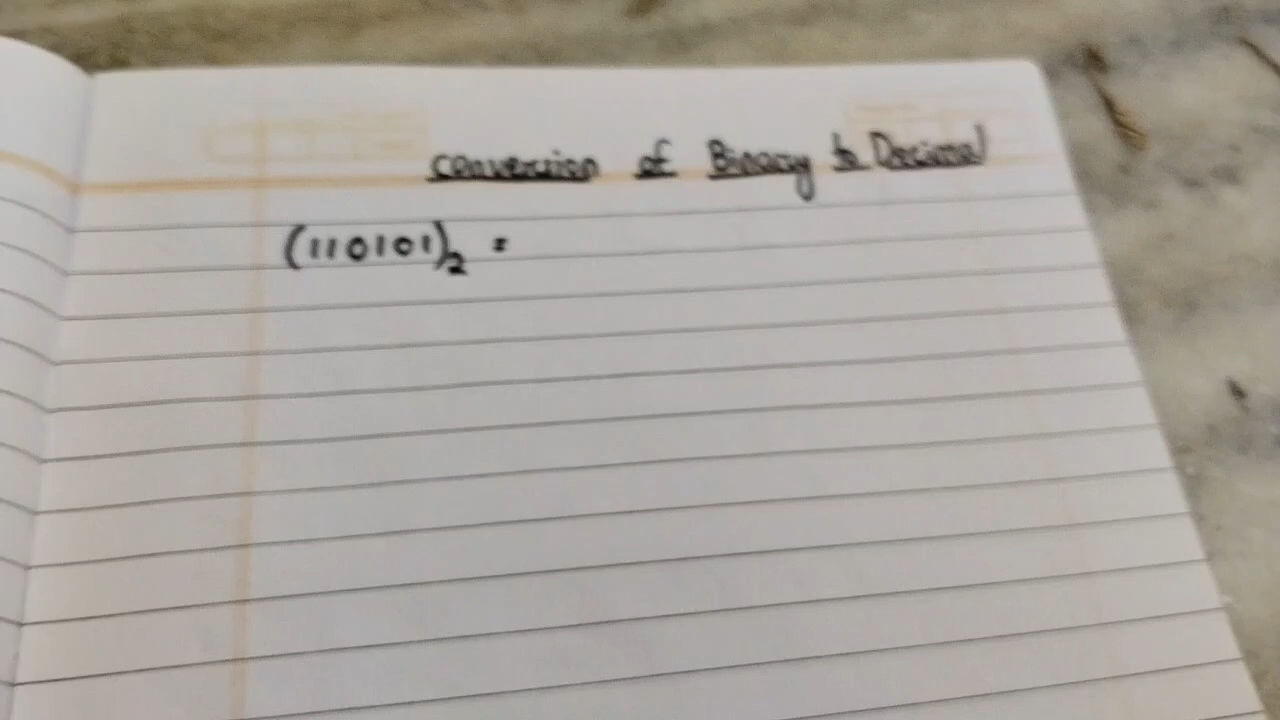 conversion of Binary to Decimal
(110101)₂ =